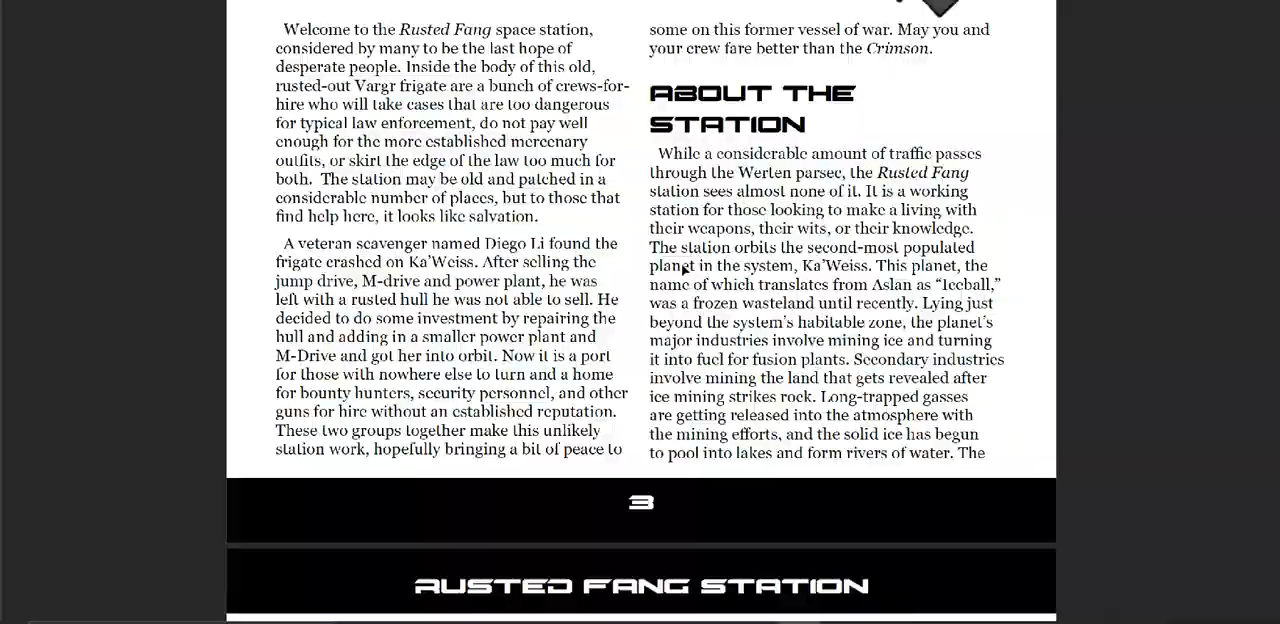 Welcome to the Rusted Fang space station,
considered by many to be the last hope of
desperate people. Inside the body of this old,
rusted-out Vargr frigate are a bunch of crews-for-
hire who will take cases that are too dangerous
for typical law enforcement, do not pay well
enough for the more established mercenary
outfits, or skirt the edge of the law too much for
both. The station may be old and patched in a
considerable number of places, but to those that
find help here, it looks like salvation.
A veteran scavenger named Diego Li found the
frigate crashed on Ka'Weiss. After selling the
jump drive, M-drive and power plant, he was
left with a rusted hull he was not able to sell. He
decided to do some investment by repairing the
hull and adding in a smaller power plant and
M-Drive and got her into orbit. Now it is a port
for those with nowhere else to turn and a home
for bounty hunters, security personnel, and other
guns for hire without an established reputation.
These two groups together make this unlikely
station work, hopefully bringing a bit of peace to
some on this former vessel of war. May you and
your crew fare better than the Crimson.
ABOUT THE
STATION
While a considerable amount of traffic passes
through the Werten parsec, the Rusted Fang
station sees almost none of it. It is a working
station for those looking to make a living with
their weapons, their wits, or their knowledge.
The station orbits the second-most populated
planet in the system, Ka'Weiss. This planet, the
name of which translates from Aslan as “Iceball,”
was a frozen wasteland until recently. Lying just
beyond the system's habitable zone, the planet's
major industries involve mining ice and turning
it into fuel for fusion plants. Secondary industries
involve mining the land that gets revealed after
ice mining strikes rock. Long-trapped gasses
are getting released into the atmosphere with
the mining efforts, and the solid ice has begun
to pool into lakes and form rivers of water. The
3
RUSTED FANG STATION